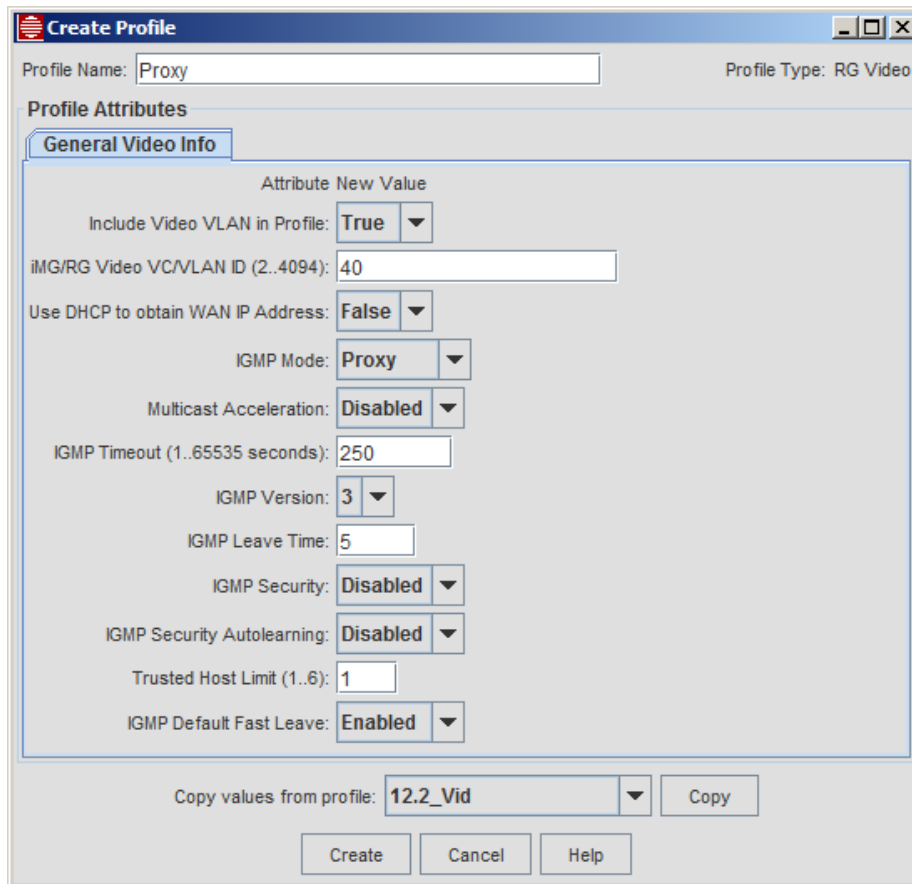 Create Profile
Profile Name: Proxy Profile Type: RG Video
Profile Attributes
General Video Info
Attribute New Value
Include Video VLAN in Profile: True
iMG/RG Video VC/VLAN ID (2..4094): 40
Use DHCP to obtain WAN IP Address: False
IGMP Mode: Proxy
Multicast Acceleration: Disabled
IGMP Timeout (1..65535 seconds): 250
IGMP Version: 3
IGMP Leave Time: 5
IGMP Security: Disabled
IGMP Security Autolearning: Disabled
Trusted Host Limit (1..6): 1
IGMP Default Fast Leave: Enabled
Copy values from profile: 12.2_Vid Copy
Create Cancel Help